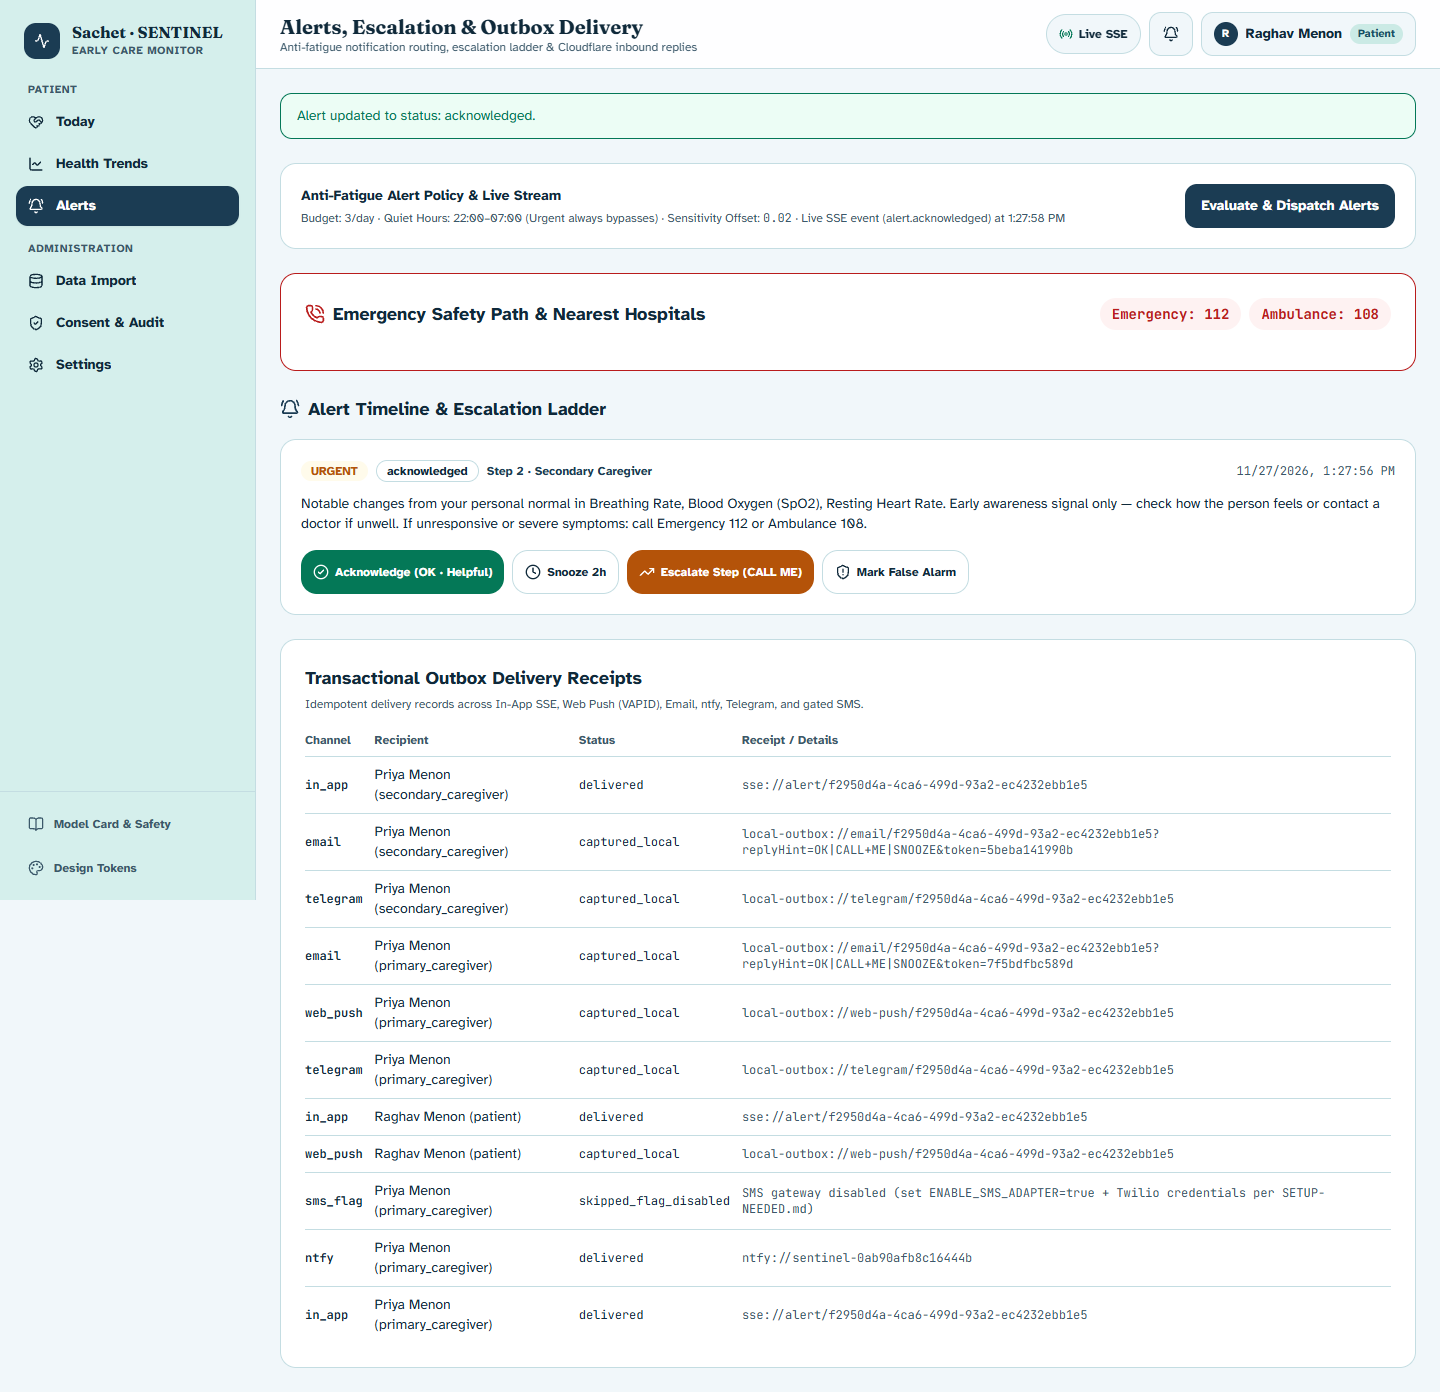 Sachet · SENTINEL
EARLY CARE MONITOR
PATIENT
Today
Health Trends
Alerts
ADMINISTRATION
Data Import
Consent & Audit
Settings
Model Card & Safety
Design Tokens
Alerts, Escalation & Outbox Delivery
Anti-fatigue notification routing, escalation ladder & Cloudflare inbound replies
Live SSE
R Raghav Menon Patient
Alert updated to status: acknowledged.
Anti-Fatigue Alert Policy & Live Stream
Budget: 3/day · Quiet Hours: 22:00–07:00 (Urgent always bypasses) · Sensitivity Offset: 0.02 · Live SSE event (alert.acknowledged) at 1:27:58 PM
Evaluate & Dispatch Alerts
Emergency Safety Path & Nearest Hospitals
Emergency: 112 Ambulance: 108
Alert Timeline & Escalation Ladder
URGENT acknowledged Step 2 · Secondary Caregiver 11/27/2026, 1:27:56 PM
Notable changes from your personal normal in Breathing Rate, Blood Oxygen (SpO2), Resting Heart Rate. Early awareness signal only — check how the person feels or contact a
doctor if unwell. If unresponsive or severe symptoms: call Emergency 112 or Ambulance 108.
Acknowledge (OK · Helpful) Snooze 2h Escalate Step (CALL ME) Mark False Alarm
Transactional Outbox Delivery Receipts
Idempotent delivery records across In-App SSE, Web Push (VAPID), Email, ntfy, Telegram, and gated SMS.
Channel Recipient Status Receipt / Details
in_app Priya Menon (secondary_caregiver) delivered sse://alert/f2950d4a-4ca6-499d-93a2-ec4232ebb1e5
email Priya Menon (secondary_caregiver) captured_local local-outbox://email/f2950d4a-4ca6-499d-93a2-ec4232ebb1e5?
replyHint=OK|CALL+ME|SNOOZE&token=5beba141990b
telegram Priya Menon (secondary_caregiver) captured_local local-outbox://telegram/f2950d4a-4ca6-499d-93a2-ec4232ebb1e5
email Priya Menon (primary_caregiver) captured_local local-outbox://email/f2950d4a-4ca6-499d-93a2-ec4232ebb1e5?
replyHint=OK|CALL+ME|SNOOZE&token=7f5bdfbc589d
web_push Priya Menon (primary_caregiver) captured_local local-outbox://web-push/f2950d4a-4ca6-499d-93a2-ec4232ebb1e5
telegram Priya Menon (primary_caregiver) captured_local local-outbox://telegram/f2950d4a-4ca6-499d-93a2-ec4232ebb1e5
in_app Raghav Menon (patient) delivered sse://alert/f2950d4a-4ca6-499d-93a2-ec4232ebb1e5
web_push Raghav Menon (patient) captured_local local-outbox://web-push/f2950d4a-4ca6-499d-93a2-ec4232ebb1e5
sms_flag Priya Menon (primary_caregiver) skipped_flag_disabled SMS gateway disabled (set ENABLE_SMS_ADAPTER=true + Twilio credentials per SETUP-
NEEDED.md)
ntfy Priya Menon (primary_caregiver) delivered ntfy://sentinel-0ab90afb8c16444b
in_app Priya Menon (primary_caregiver) delivered sse://alert/f2950d4a-4ca6-499d-93a2-ec4232ebb1e5